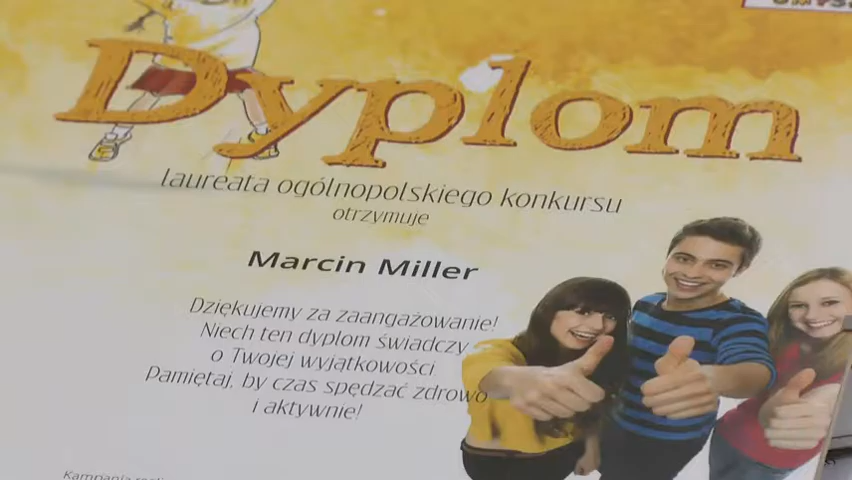 Dyplom
laureata ogólnopolskiego konkursu
otrzymuje
Marcin Miller
Dziękujemy za zaangażowanie!
Niech ten dyplom świadczy
o Twojej wyjątkowości
Pamiętaj, by czas spędzać zdrowo
i aktywnie!
Kampania